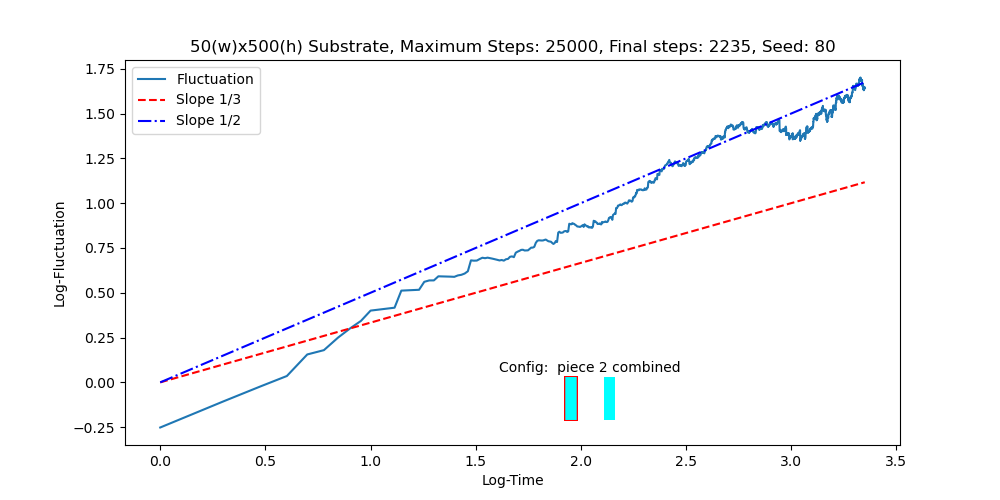 50(w)x500(h) Substrate, Maximum Steps: 25000, Final steps: 2235, Seed: 80
Fluctuation
Slope 1/3
Slope 1/2
1.75
1.50
1.25
1.00
0.75
0.50
0.25
0.00
−0.25
Log-Fluctuation
Config:  piece 2 combined
0.0 0.5 1.0 1.5 2.0 2.5 3.0 3.5
Log-Time